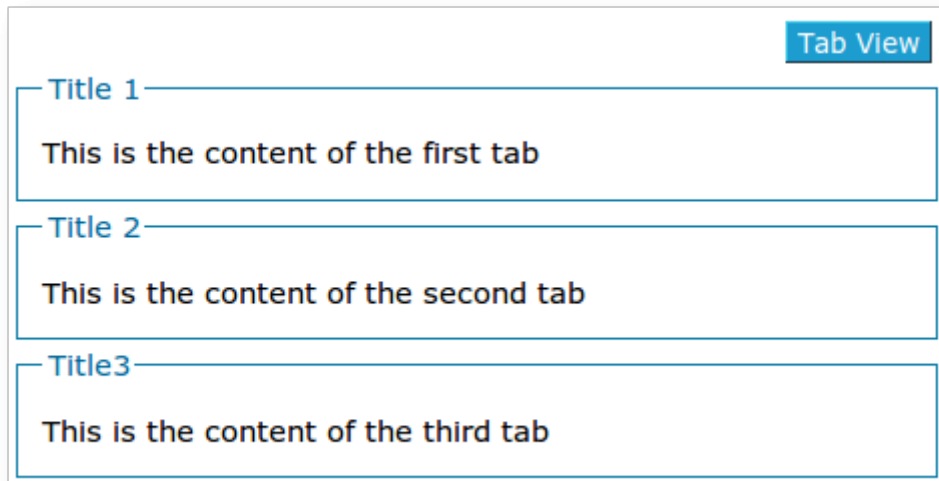 Tab View
Title 1
This is the content of the first tab
Title 2
This is the content of the second tab
Title3
This is the content of the third tab